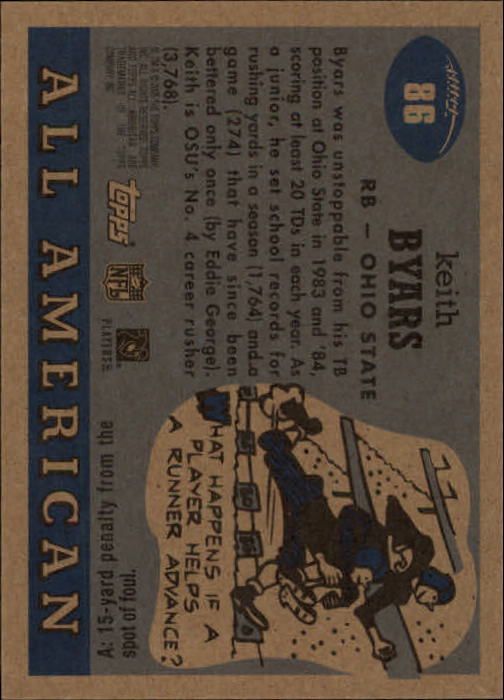 86
keith
BYARS
RB — OHIO STATE
Byars was unstoppable from his TB
position at Ohio State in 1983 and '84,
scoring at least 20 TDs in each year. As
a junior, he set school records for
rushing yards in a season (1,764) and a
game (274) that have since been
bettered only once (by Eddie George).
Keith is OSU's No. 4 career rusher
(3,768).
WHAT HAPPENS IF A
PLAYER HELPS
A RUNNER ADVANCE?
A: 15-yard penalty from the
spot of foul.
Topps
NFL
PLAYERS
ALL AMERICAN